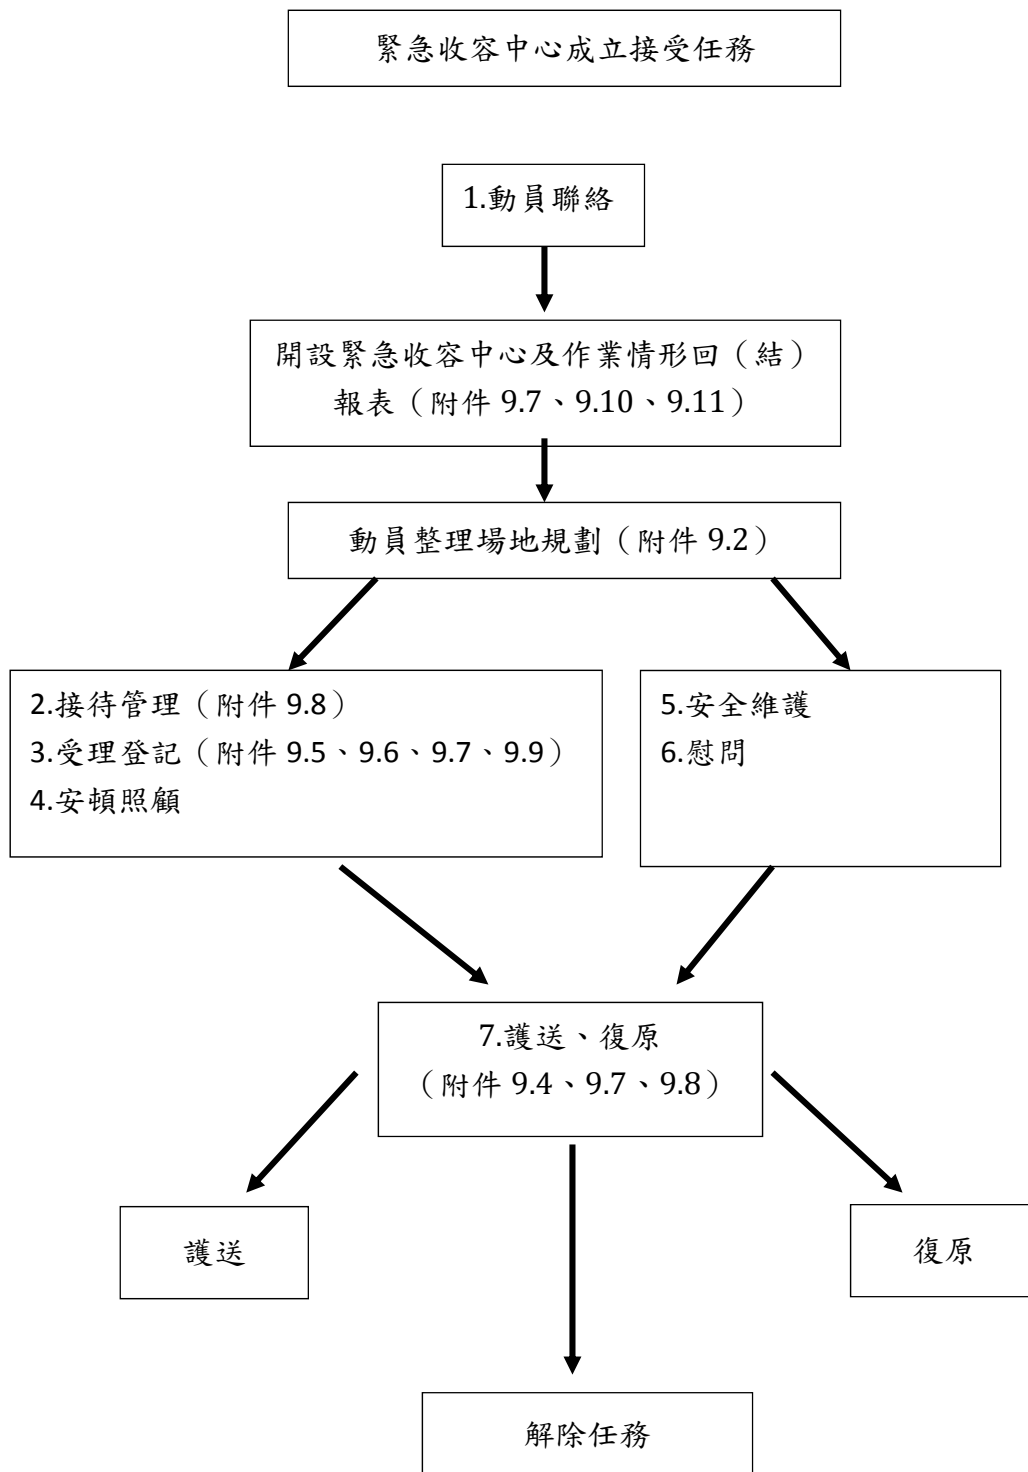 緊急收容中心成立接受任務
1.動員聯絡
開設緊急收容中心及作業情形回（結）
報表（附件 9.7、9.10、9.11）
動員整理場地規劃（附件 9.2）
2.接待管理（附件 9.8）
3.受理登記（附件 9.5、9.6、9.7、9.9）
4.安頓照顧
5.安全維護
6.慰問
7.護送、復原
（附件 9.4、9.7、9.8）
護送
復原
解除任務